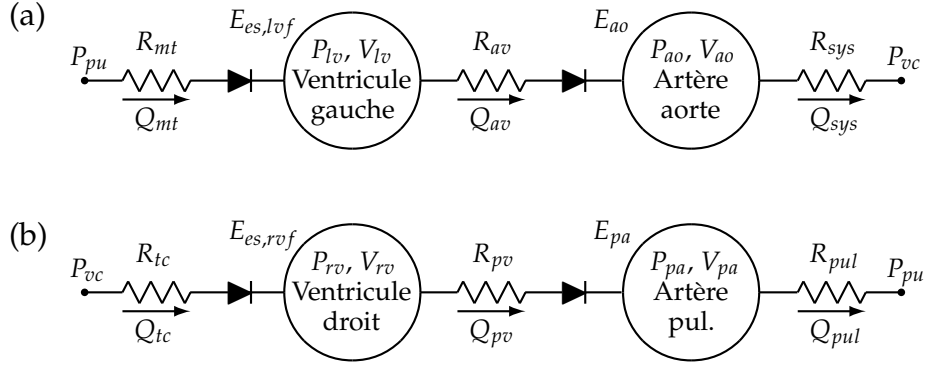 (a)
P_pu
R_mt
Q_mt
E_es,lvf
P_lv, V_lv
Ventricule
gauche
R_av
Q_av
E_ao
P_ao, V_ao
Artère
aorte
R_sys
Q_sys
P_vc
(b)
P_vc
R_tc
Q_tc
E_es,rvf
P_rv, V_rv
Ventricule
droit
R_pv
Q_pv
E_pa
P_pa, V_pa
Artère
pul.
R_pul
Q_pul
P_pu